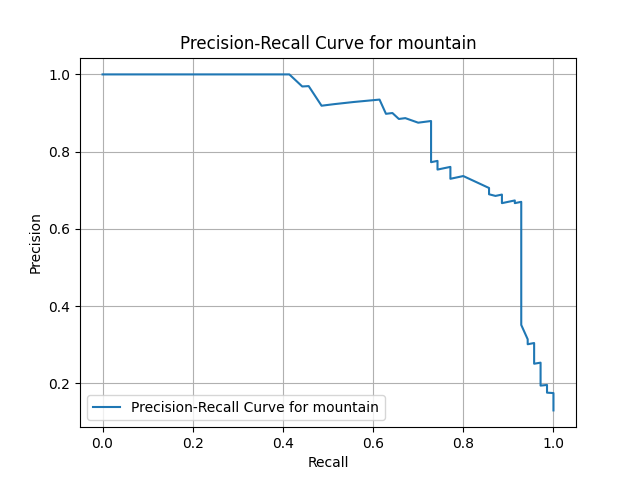 Precision-Recall Curve for mountain
1.0
0.8
0.6
0.4
0.2
Precision
Precision-Recall Curve for mountain
0.0 0.2 0.4 0.6 0.8 1.0
Recall